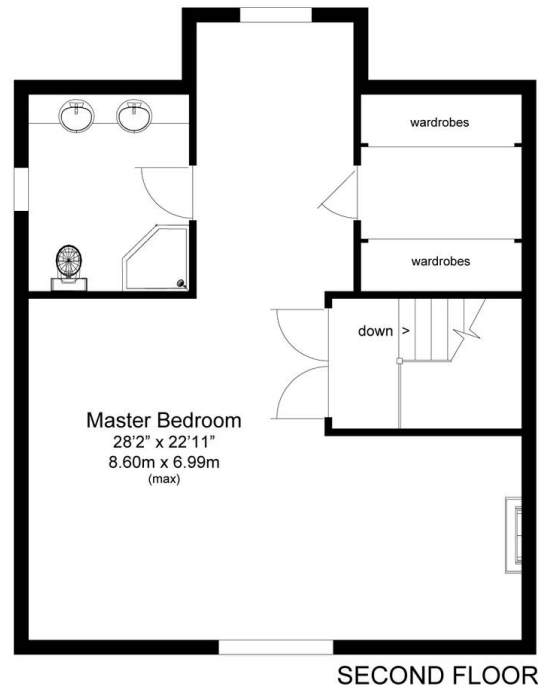 wardrobes
wardrobes
down >
Master Bedroom
28'2" x 22'11"
8.60m x 6.99m
(max)
SECOND FLOOR